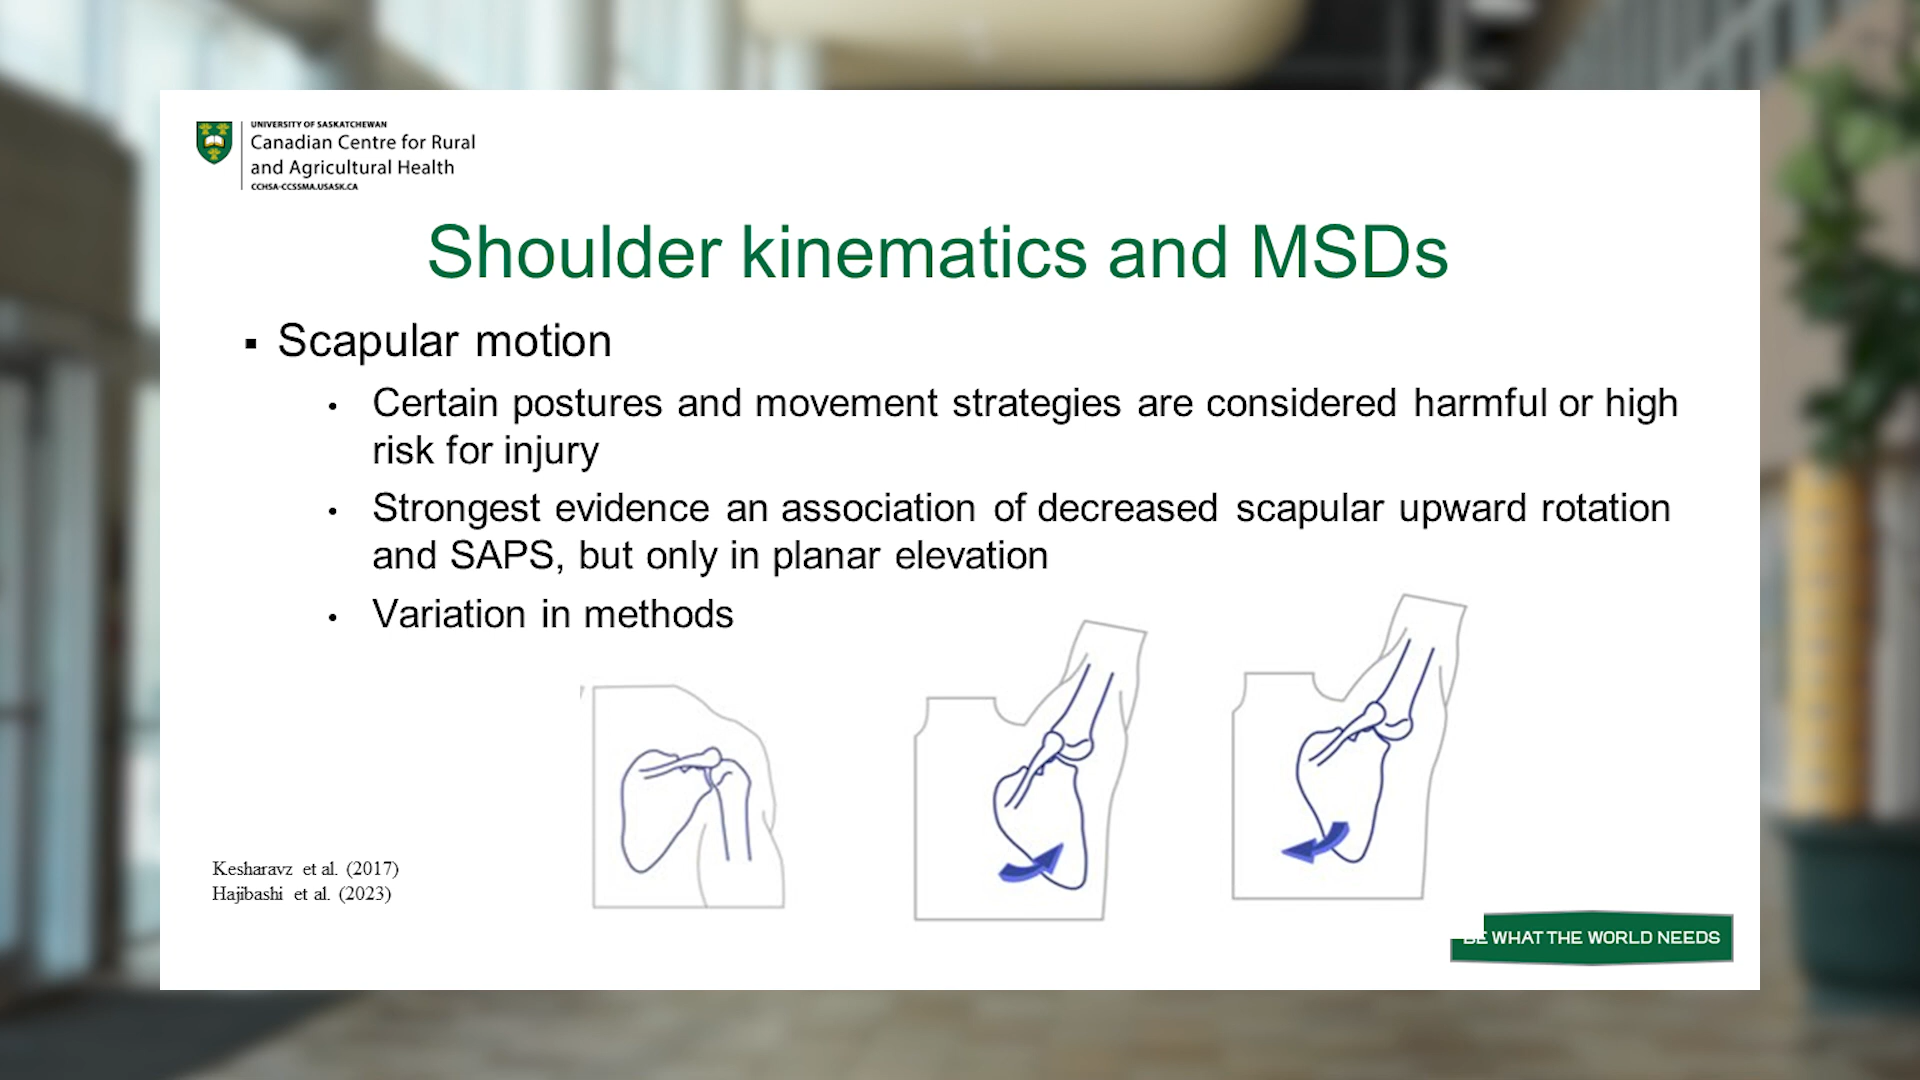 UNIVERSITY OF SASKATCHEWAN
Canadian Centre for Rural
and Agricultural Health
CCHSA-CCSSMA.USASK.CA
Shoulder kinematics and MSDs
▪ Scapular motion
• Certain postures and movement strategies are considered harmful or high
risk for injury
• Strongest evidence an association of decreased scapular upward rotation
and SAPS, but only in planar elevation
• Variation in methods
Kesharavz et al. (2017)
Hajibashi et al. (2023)
BE WHAT THE WORLD NEEDS